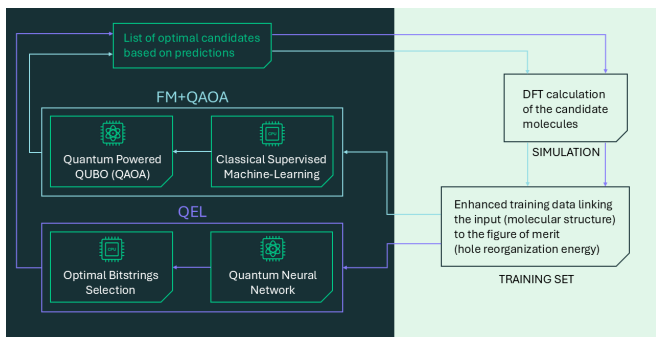 List of optimal candidates
based on predictions
FM+QAOA
Quantum Powered
QUBO (QAOA)
CPU
Classical Supervised
Machine-Learning
QEL
CPU
Optimal Bitstrings
Selection
Quantum Neural
Network
DFT calculation
of the candidate
molecules
SIMULATION
Enhanced training data linking
the input (molecular structure)
to the figure of merit
(hole reorganization energy)
TRAINING SET